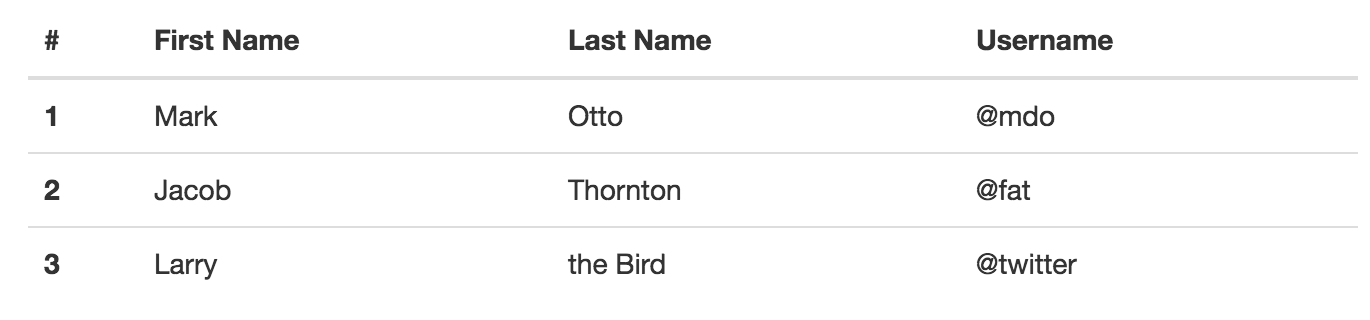 # First Name Last Name Username
1 Mark Otto @mdo
2 Jacob Thornton @fat
3 Larry the Bird @twitter